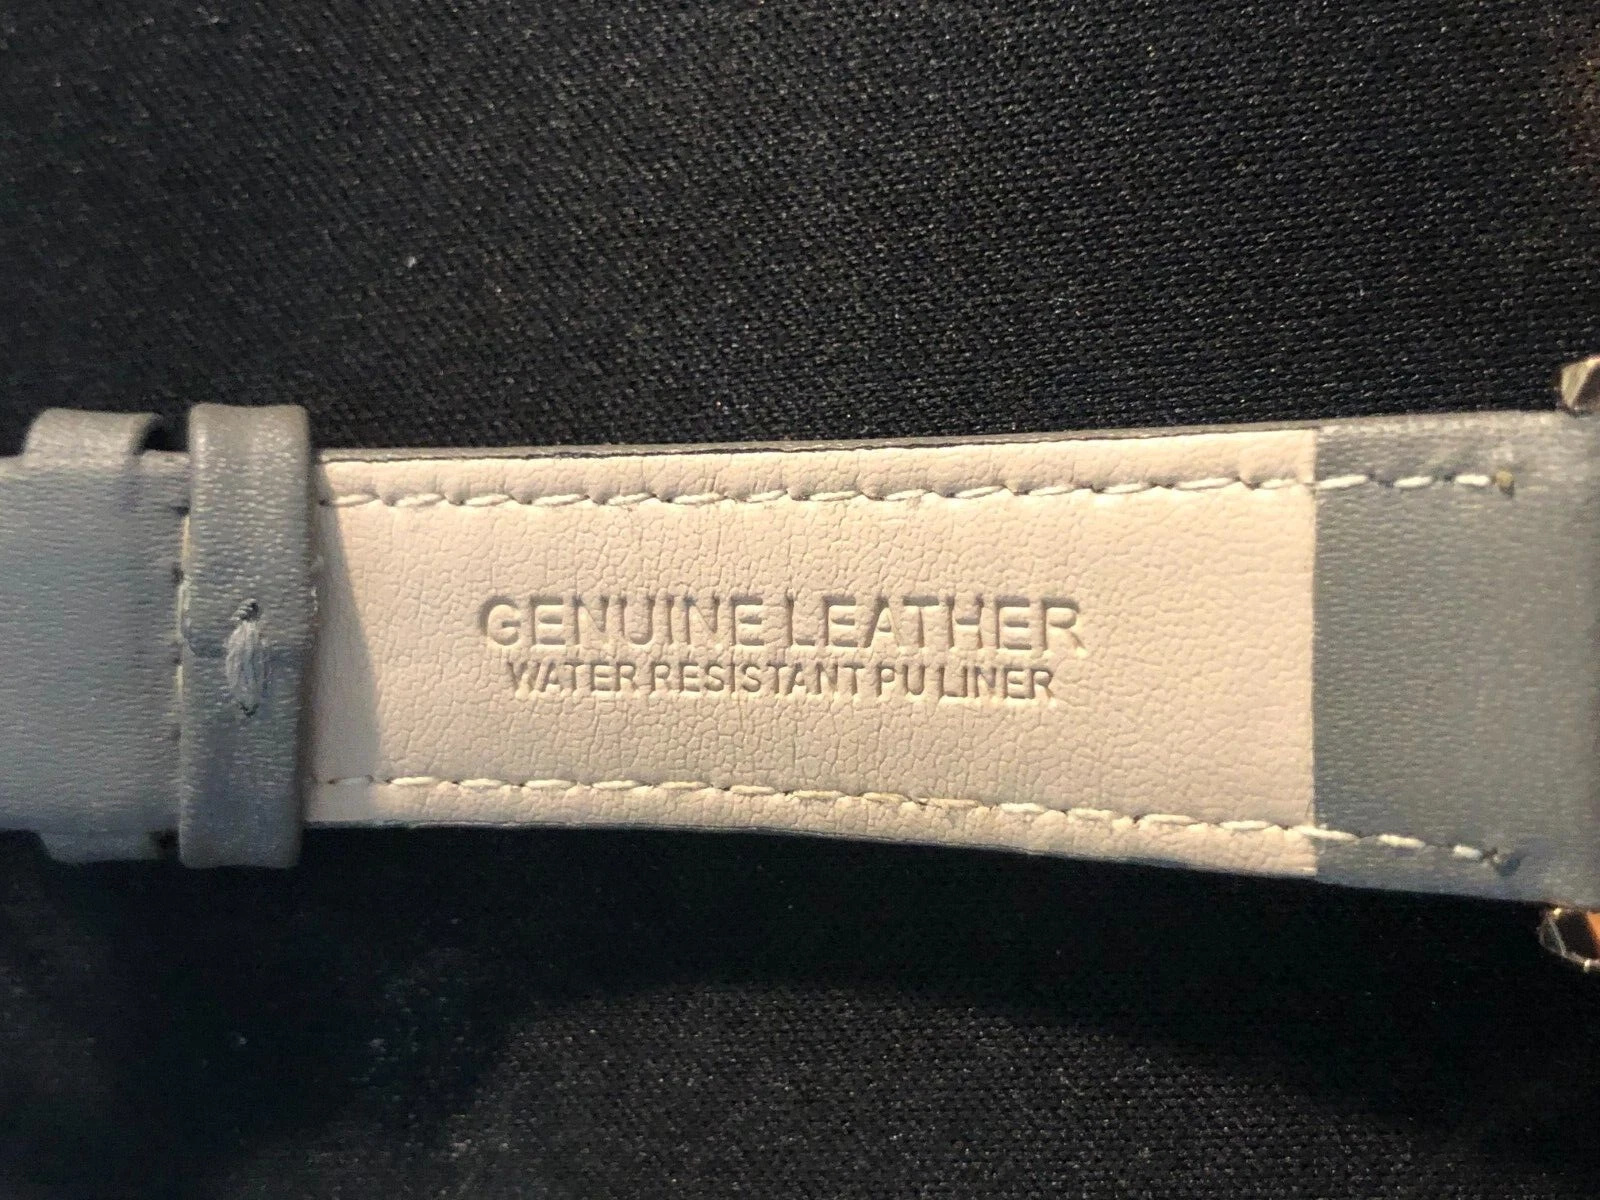 GENUINE LEATHER
WATER RESISTANT PU LINER